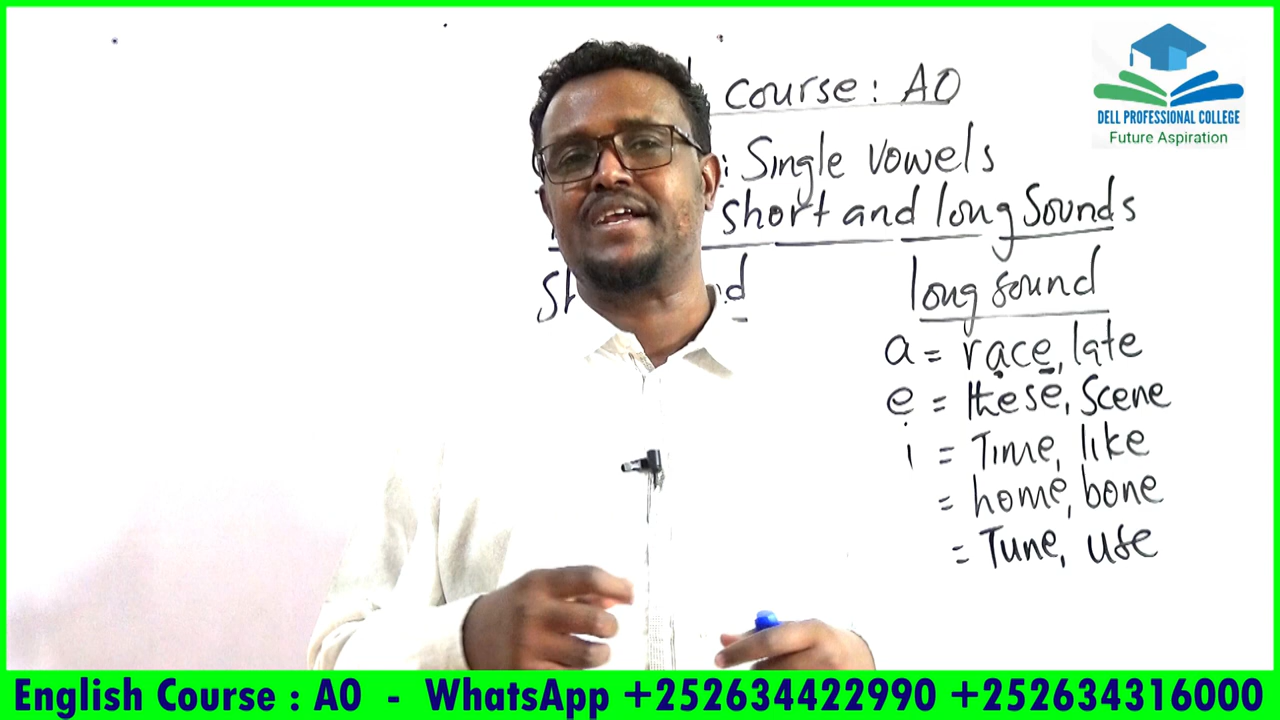 course : A0
: Single vowels
short and long Sounds
long sound
a = race, late
e = these, Scene
i = Time, like
= home, bone
= Tune, use
DELL PROFESSIONAL COLLEGE
Future Aspiration
English Course : A0 - WhatsApp +252634422990 +252634316000